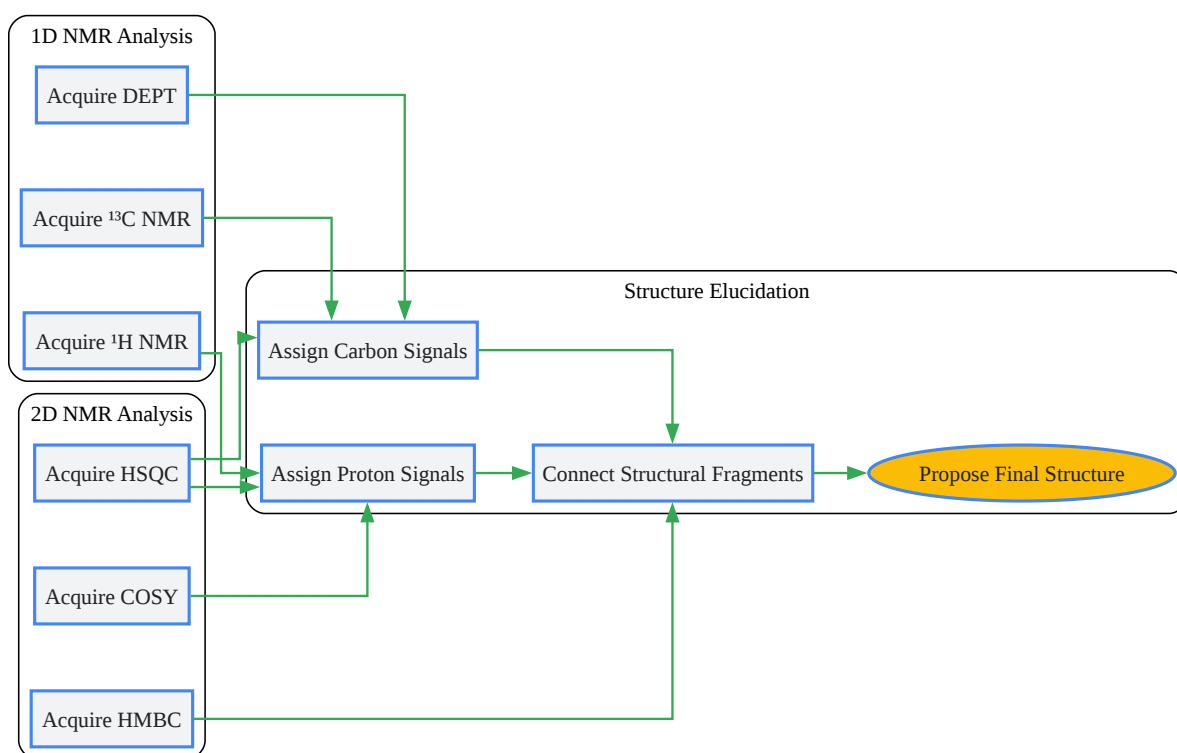 1D NMR Analysis
Acquire DEPT
Acquire ¹³C NMR
Acquire ¹H NMR
2D NMR Analysis
Acquire HSQC
Acquire COSY
Acquire HMBC
Structure Elucidation
Assign Carbon Signals
Assign Proton Signals
Connect Structural Fragments
Propose Final Structure